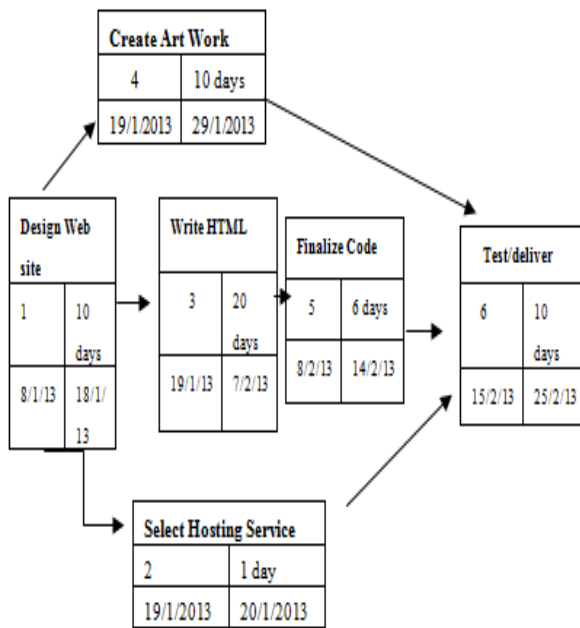 Create Art Work
4 10 days
19/1/2013 29/1/2013
Design Web
site
1 10
days
8/1/13 18/1/
13
Write HTML
3 20
days
19/1/13 7/2/13
Finalize Code
5 6 days
8/2/13 14/2/13
Test/deliver
6 10
days
15/2/13 25/2/13
Select Hosting Service
2 1 day
19/1/2013 20/1/2013